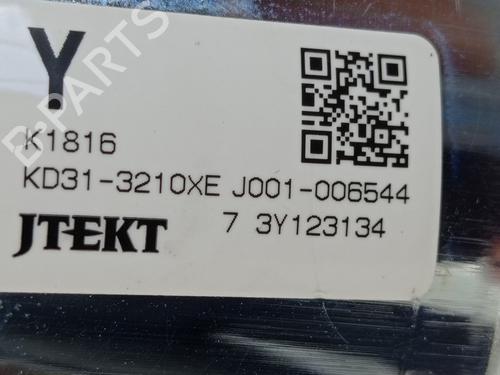 B-PARTS
Y
K1816
KD31-3210XE J001-006544
JTEKT 7 3Y123134